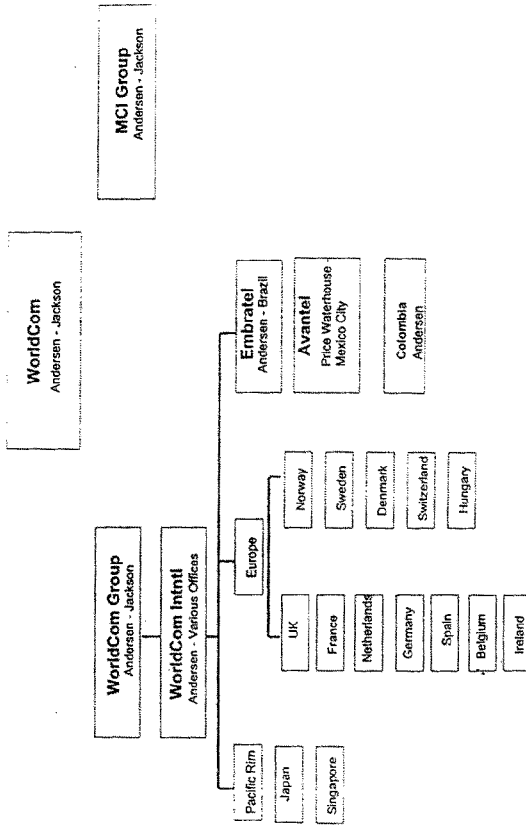 WorldCom
Andersen - Jackson
WorldCom Group
Andersen - Jackson
MCI Group
Andersen - Jackson
WorldCom Intntl
Andersen - Various Offices
Pacific Rim
Japan
Singapore
Europe
UK
France
Netherlands
Germany
Spain
Belgium
Ireland
Norway
Sweden
Denmark
Switzerland
Hungary
Embratel
Andersen - Brazil
Avantel
Price Waterhouse -
Mexico City
Colombia
Andersen